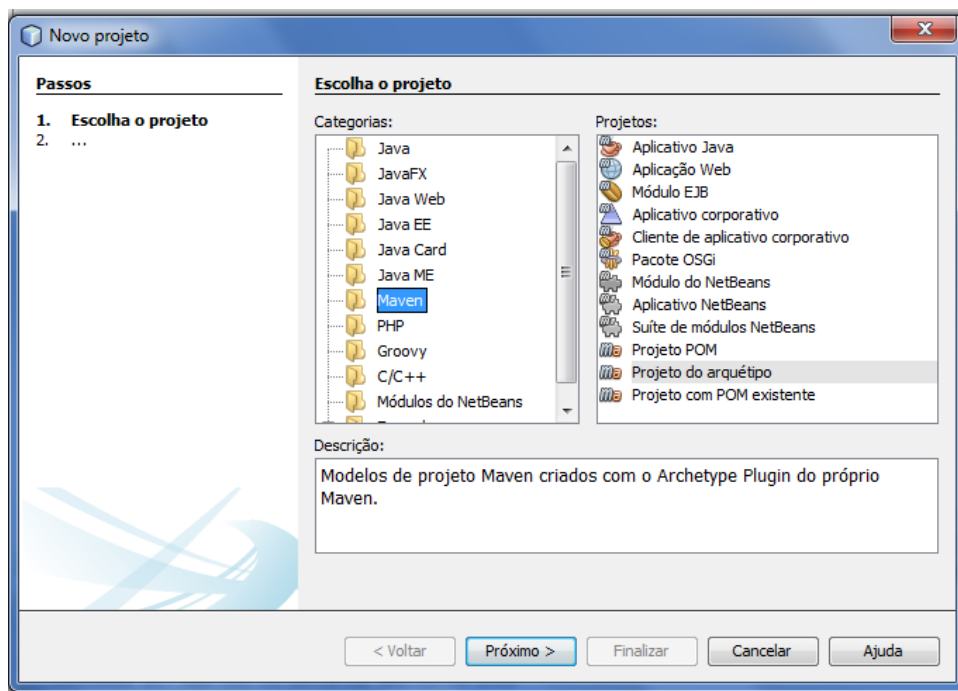 Novo projeto
Passos
1. Escolha o projeto
2. ...
Escolha o projeto
Categorias:
Java
JavaFX
Java Web
Java EE
Java Card
Java ME
Maven
PHP
Groovy
C/C++
Módulos do NetBeans
Projetos:
Aplicativo Java
Aplicação Web
Módulo EJB
Aplicativo corporativo
Cliente de aplicativo corporativo
Pacote OSGi
Módulo do NetBeans
Aplicativo NetBeans
Suíte de módulos NetBeans
Projeto POM
Projeto do arquétipo
Projeto com POM existente
Descrição:
Modelos de projeto Maven criados com o Archetype Plugin do próprio
Maven.
< Voltar
Próximo >
Finalizar
Cancelar
Ajuda